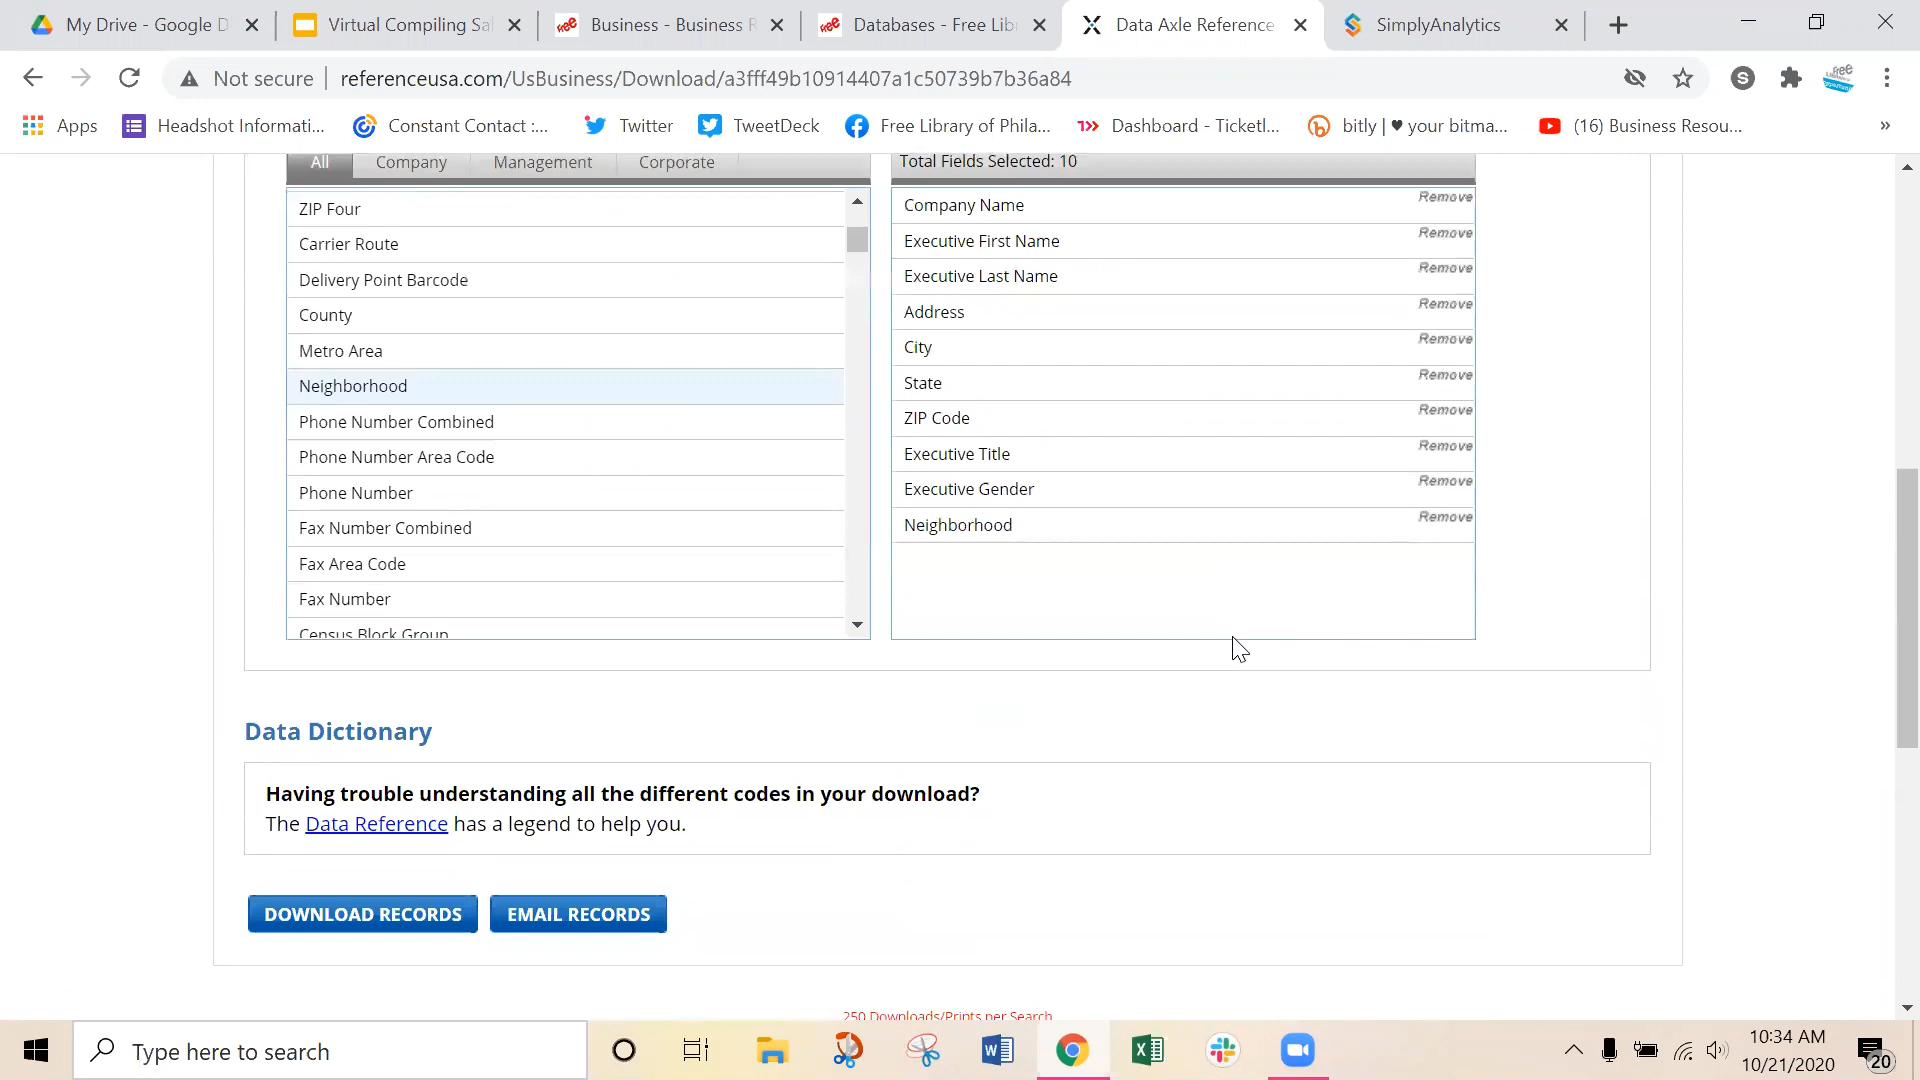 My Drive - Google D
Virtual Compiling Sal
Business - Business R
Databases - Free Lib
Data Axle Reference
SimplyAnalytics
Not secure
referenceusa.com/UsBusiness/Download/a3fff49b10914407a1c50739b7b36a84
S
Apps
Headshot Informati...
Constant Contact :...
Twitter
TweetDeck
Free Library of Phila...
Dashboard - Ticketl...
bitly | ♥ your bitma...
(16) Business Resou...
»
All
Company
Management
Corporate
Total Fields Selected: 10
ZIP Four
Carrier Route
Delivery Point Barcode
County
Metro Area
Neighborhood
Phone Number Combined
Phone Number Area Code
Phone Number
Fax Number Combined
Fax Area Code
Fax Number
Census Block Group
Company Name Remove
Executive First Name Remove
Executive Last Name Remove
Address Remove
City Remove
State Remove
ZIP Code Remove
Executive Title Remove
Executive Gender Remove
Neighborhood Remove
Data Dictionary
Having trouble understanding all the different codes in your download?
The Data Reference has a legend to help you.
DOWNLOAD RECORDS
EMAIL RECORDS
250 Downloads/Prints per Search
Type here to search
10:34 AM
10/21/2020
20